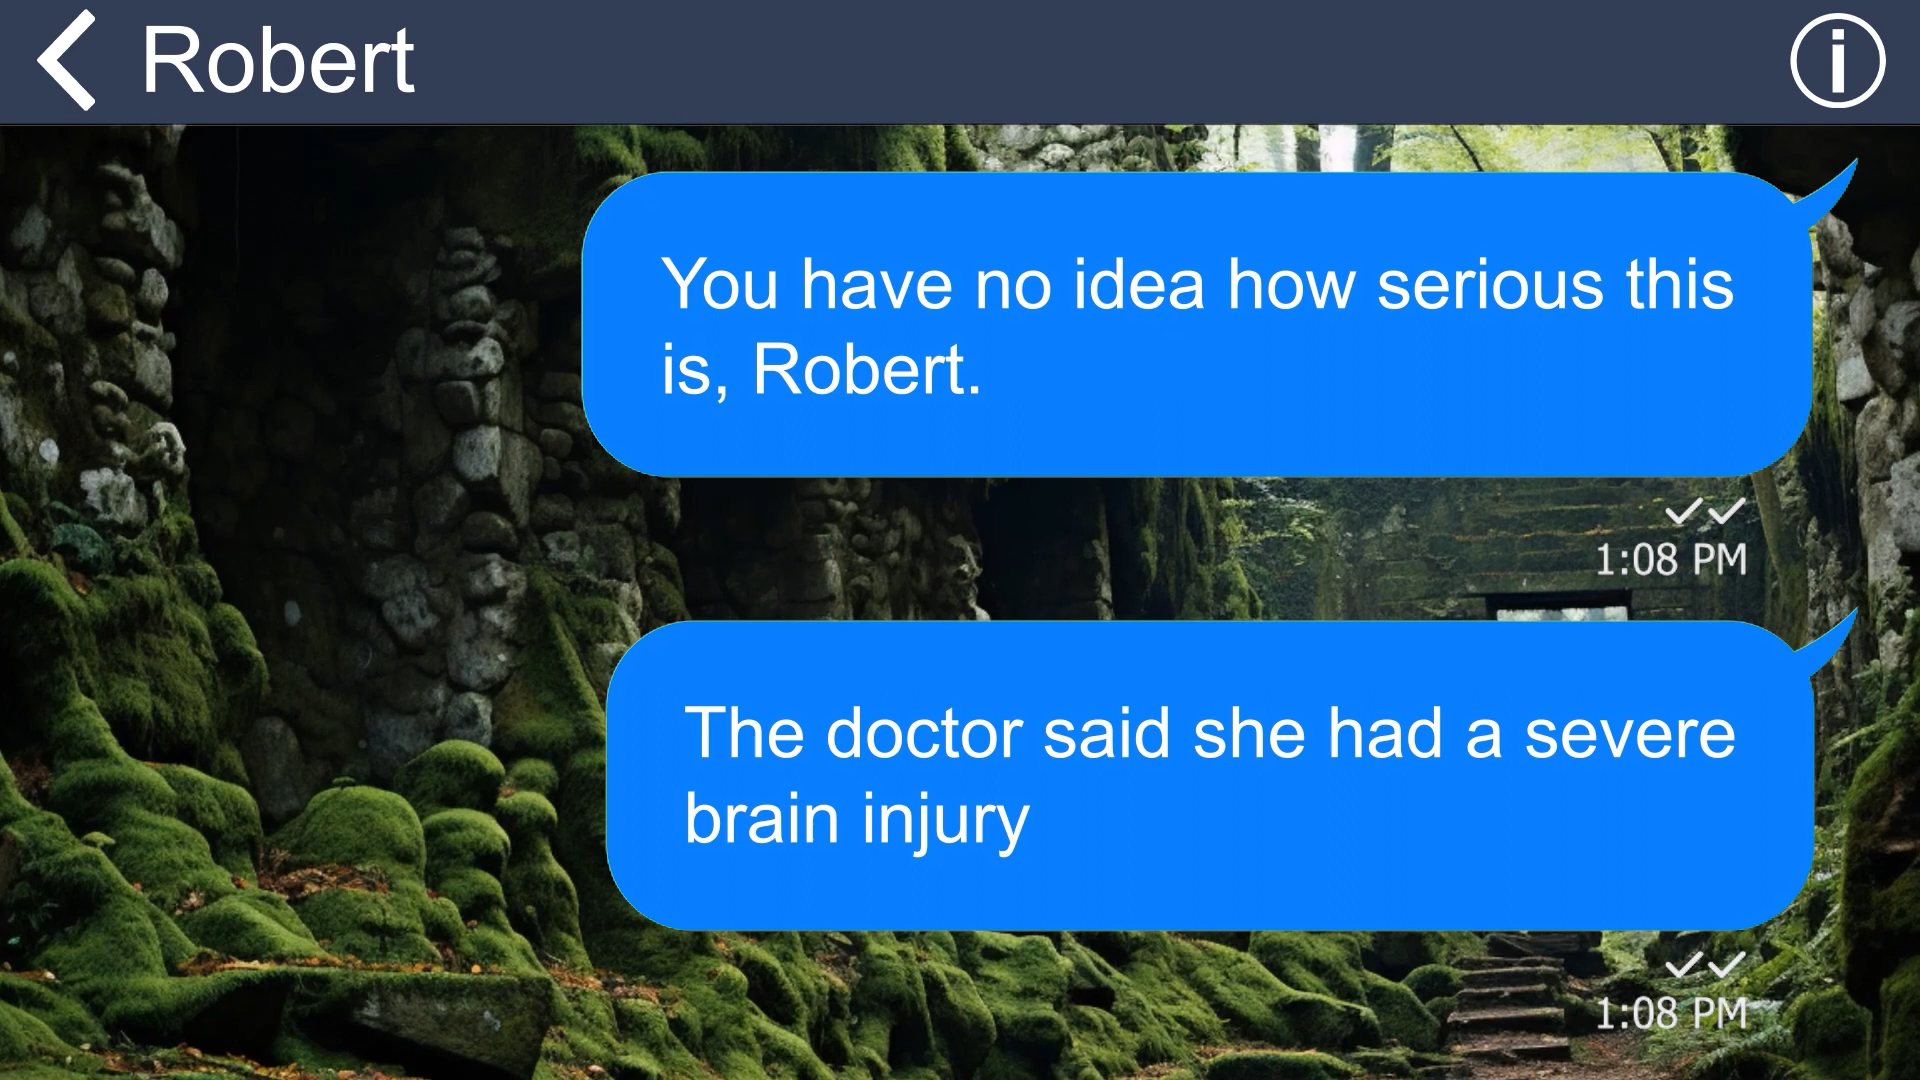 Robert
You have no idea how serious this
is, Robert.
1:08 PM
The doctor said she had a severe
brain injury
1:08 PM